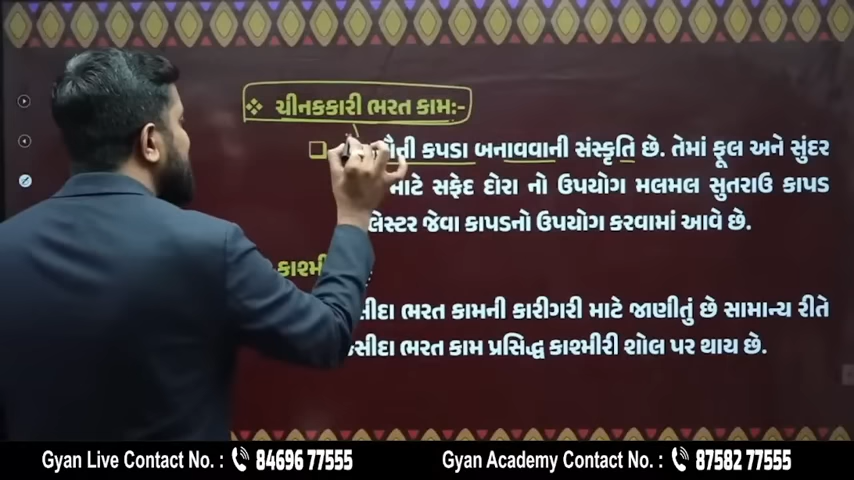 ❖ ચીનકકારી ભરત કામ:-
કપડા બનાવવાની સંસ્કૃતિ છે. તેમાં ફૂલ અને સુંદર
માટે સફેદ દોરા નો ઉપયોગ મલમલ સુતરાઉ કાપડ
જેવા કાપડનો ઉપયોગ કરવામાં આવે છે.
ભરત કામની કારીગરી માટે જાણીતું છે સામાન્ય રીતે
ભરત કામ પ્રસિદ્ધ કાશ્મીરી શોલ પર થાય છે.
Gyan Live Contact No. : 84696 77555
Gyan Academy Contact No. : 87582 77555